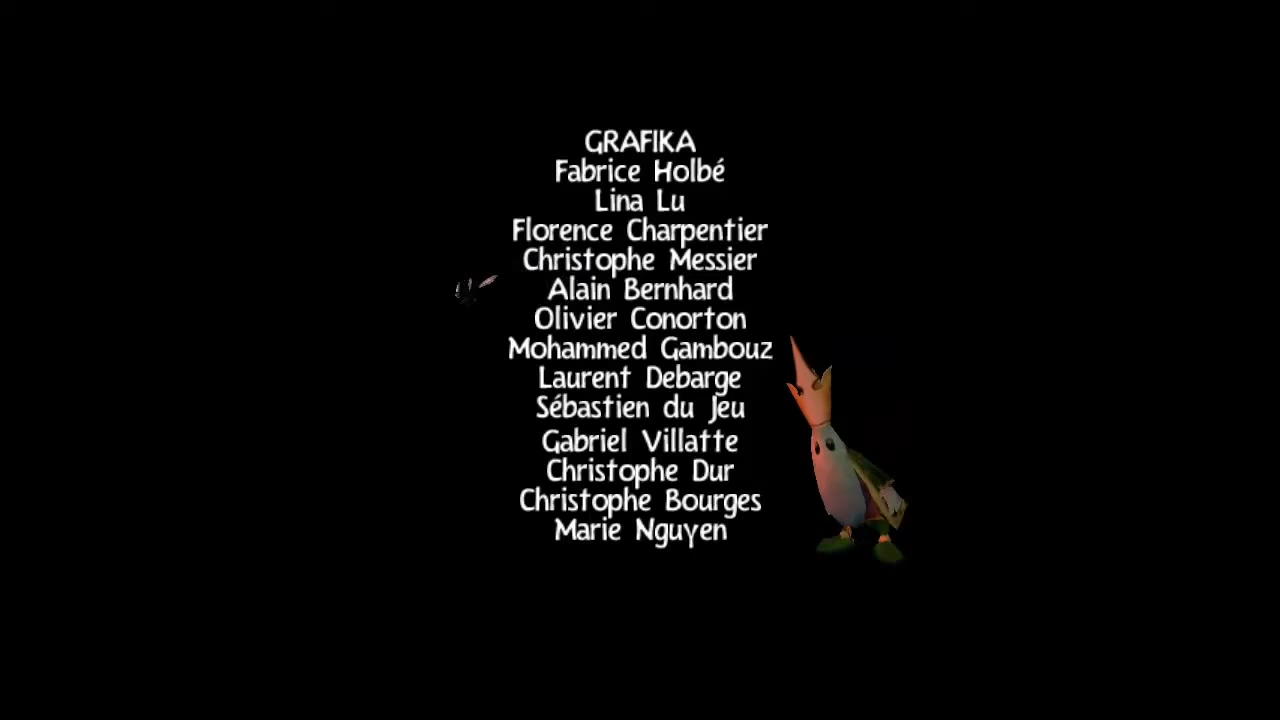 GRAFIKA
Fabrice Holbé
Lina Lu
Florence Charpentier
Christophe Messier
Alain Bernhard
Olivier Conorton
Mohammed Gambouz
Laurent Debarge
Sébastien du Jeu
Gabriel Villatte
Christophe Dur
Christophe Bourges
Marie Nguyen